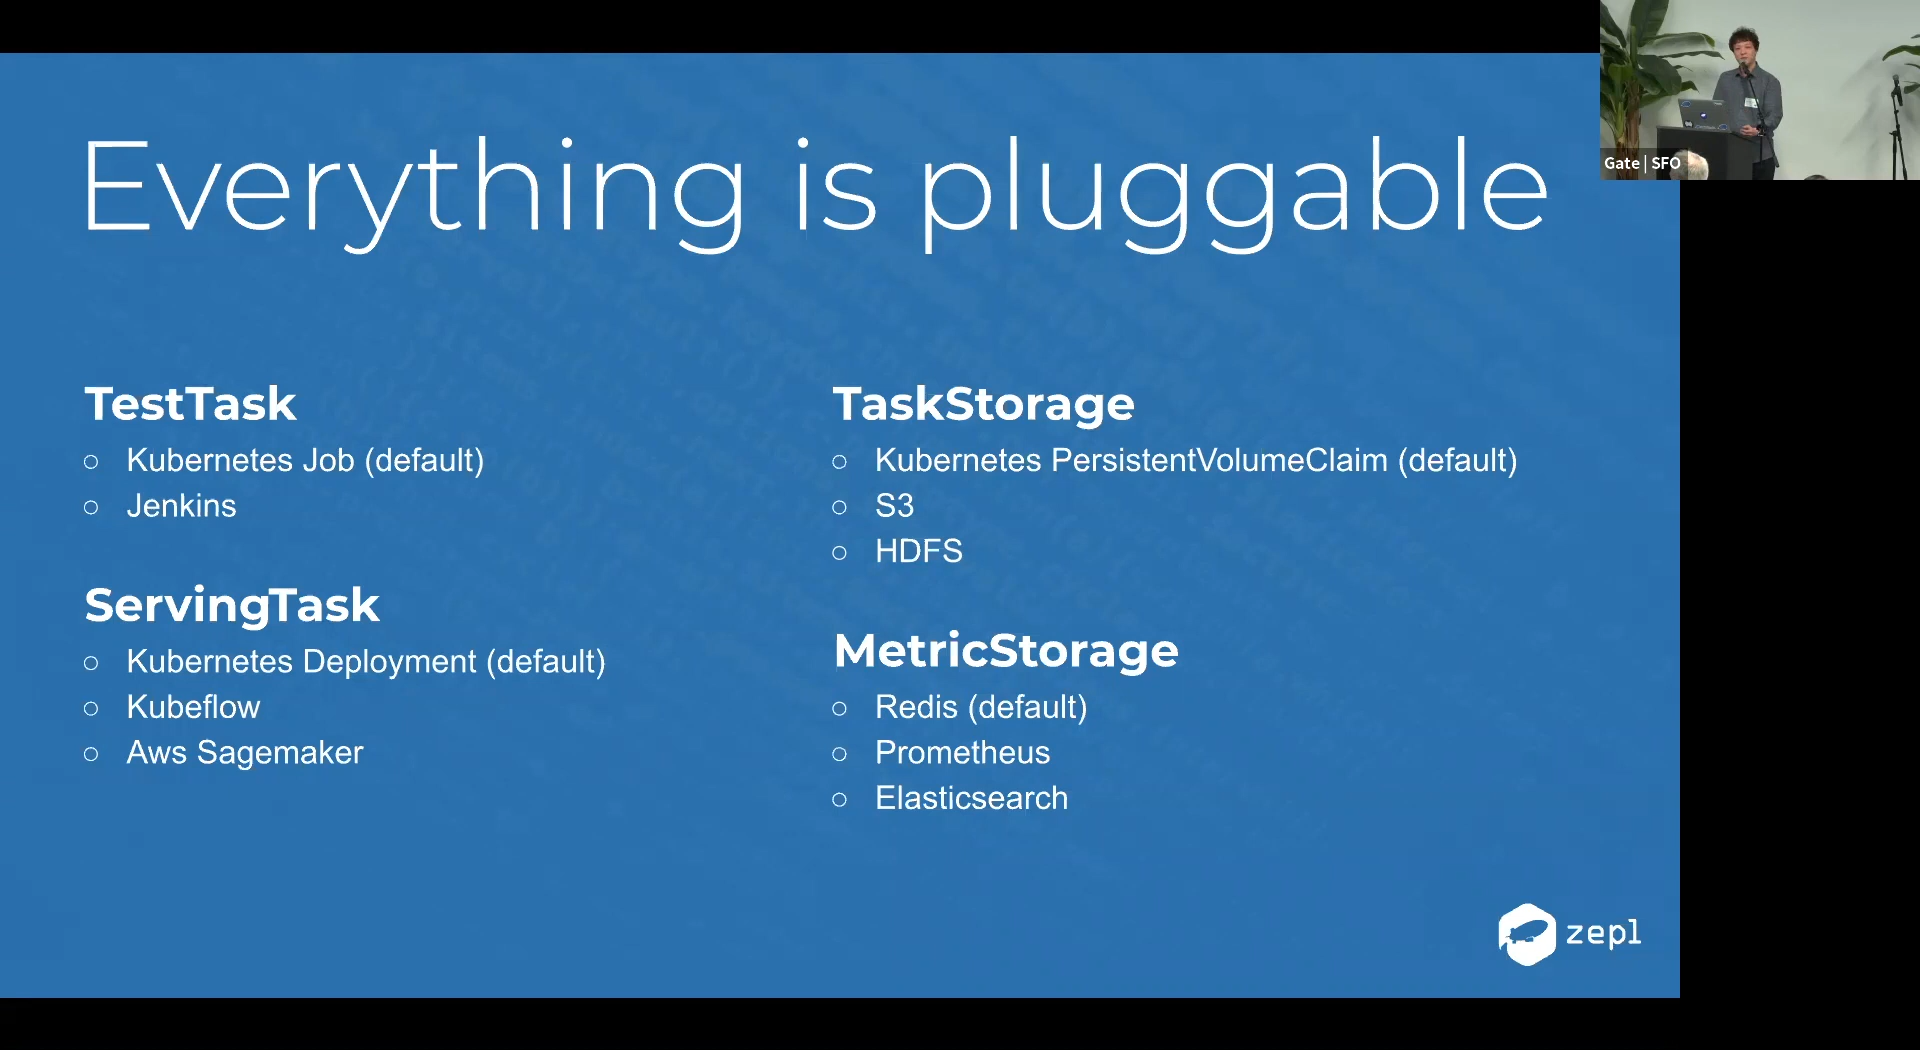 Everything is pluggable
TestTask
○ Kubernetes Job (default)
○ Jenkins
ServingTask
○ Kubernetes Deployment (default)
○ Kubeflow
○ Aws Sagemaker
TaskStorage
○ Kubernetes PersistentVolumeClaim (default)
○ S3
○ HDFS
MetricStorage
○ Redis (default)
○ Prometheus
○ Elasticsearch
zepl
Gate | SFO